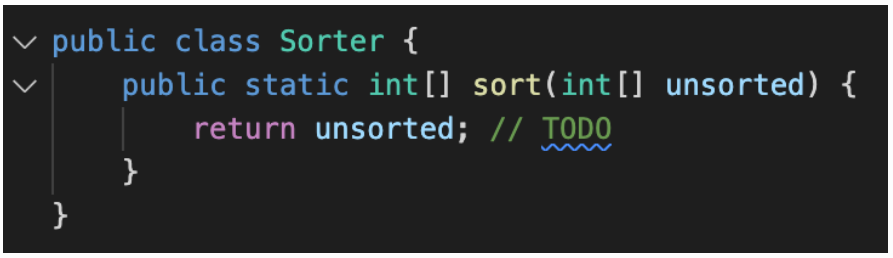 public class Sorter {
    public static int[] sort(int[] unsorted) {
        return unsorted; // TODO
    }
}